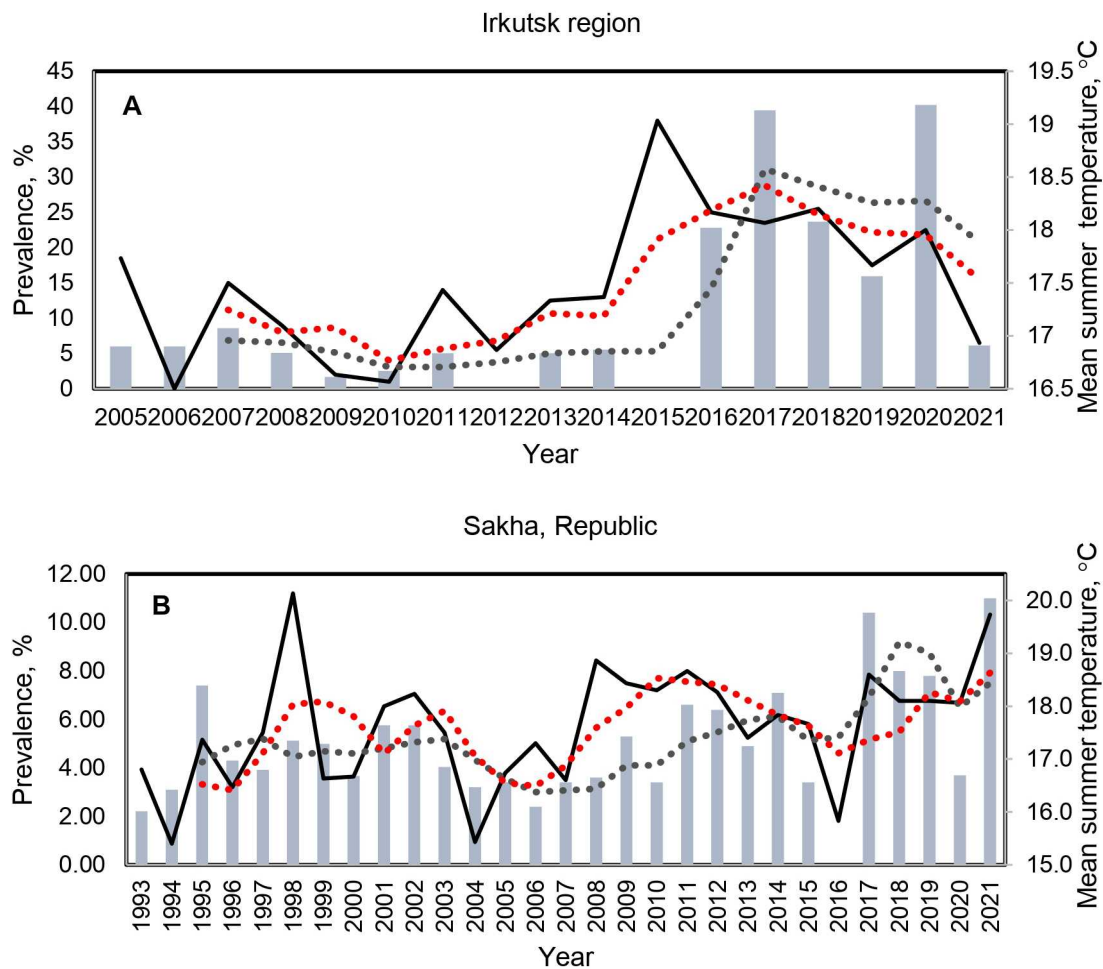 Irkutsk region
A
Prevalence, %
45
40
35
30
25
20
15
10
5
0
19.5
19
18.5
18
17.5
17
16.5
Mean summer temperature, °C
2005 2006 2007 2008 2009 2010 2011 2012 2013 2014 2015 2016 2017 2018 2019 2020 2021
Year
Sakha, Republic
B
Prevalence, %
12.00
10.00
8.00
6.00
4.00
2.00
0.00
20.0
19.0
18.0
17.0
16.0
15.0
Mean summer temperature, °C
1993 1994 1995 1996 1997 1998 1999 2000 2001 2002 2003 2004 2005 2006 2007 2008 2009 2010 2011 2012 2013 2014 2015 2016 2017 2018 2019 2020 2021
Year